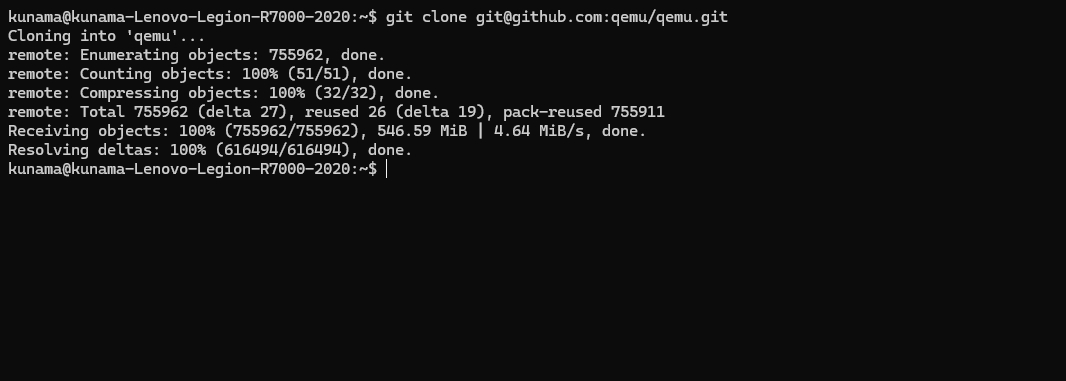 kunama@kunama-Lenovo-Legion-R7000-2020:~$ git clone git@github.com:qemu/qemu.git
Cloning into 'qemu'...
remote: Enumerating objects: 755962, done.
remote: Counting objects: 100% (51/51), done.
remote: Compressing objects: 100% (32/32), done.
remote: Total 755962 (delta 27), reused 26 (delta 19), pack-reused 755911
Receiving objects: 100% (755962/755962), 546.59 MiB | 4.64 MiB/s, done.
Resolving deltas: 100% (616494/616494), done.
kunama@kunama-Lenovo-Legion-R7000-2020:~$